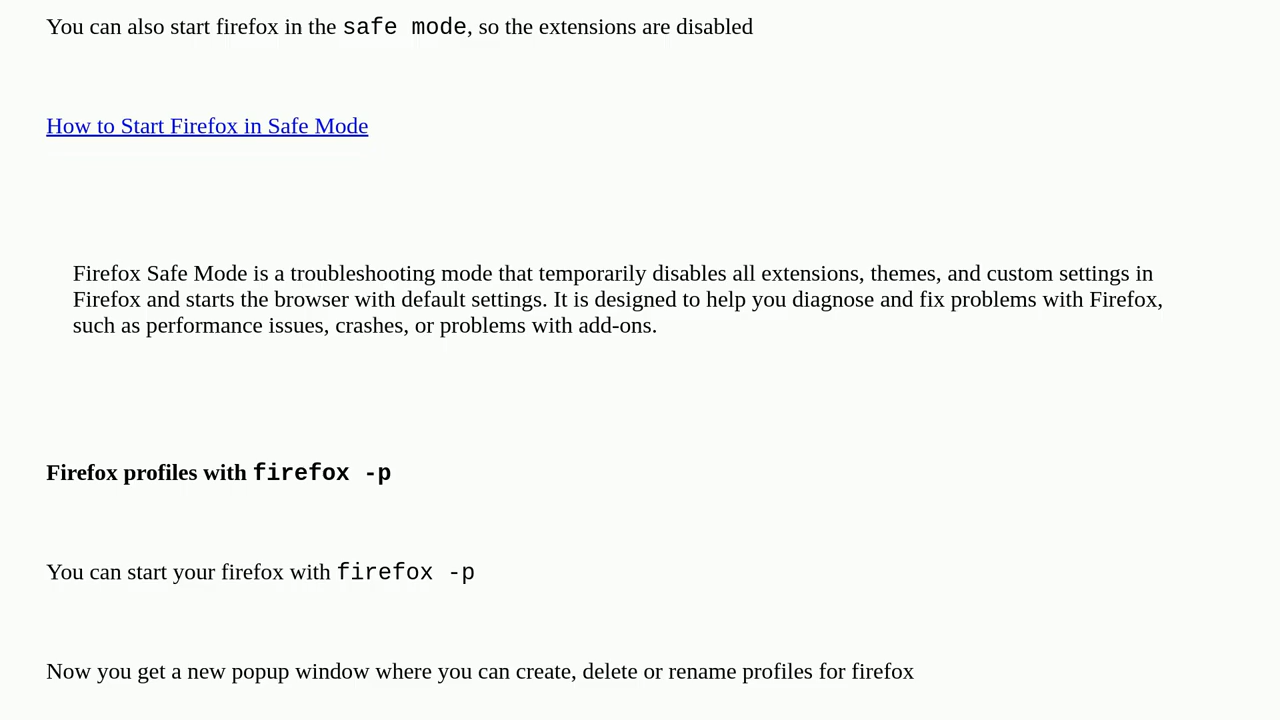 You can also start firefox in the safe mode, so the extensions are disabled
How to Start Firefox in Safe Mode
Firefox Safe Mode is a troubleshooting mode that temporarily disables all extensions, themes, and custom settings in
Firefox and starts the browser with default settings. It is designed to help you diagnose and fix problems with Firefox,
such as performance issues, crashes, or problems with add-ons.
Firefox profiles with firefox -p
You can start your firefox with firefox -p
Now you get a new popup window where you can create, delete or rename profiles for firefox